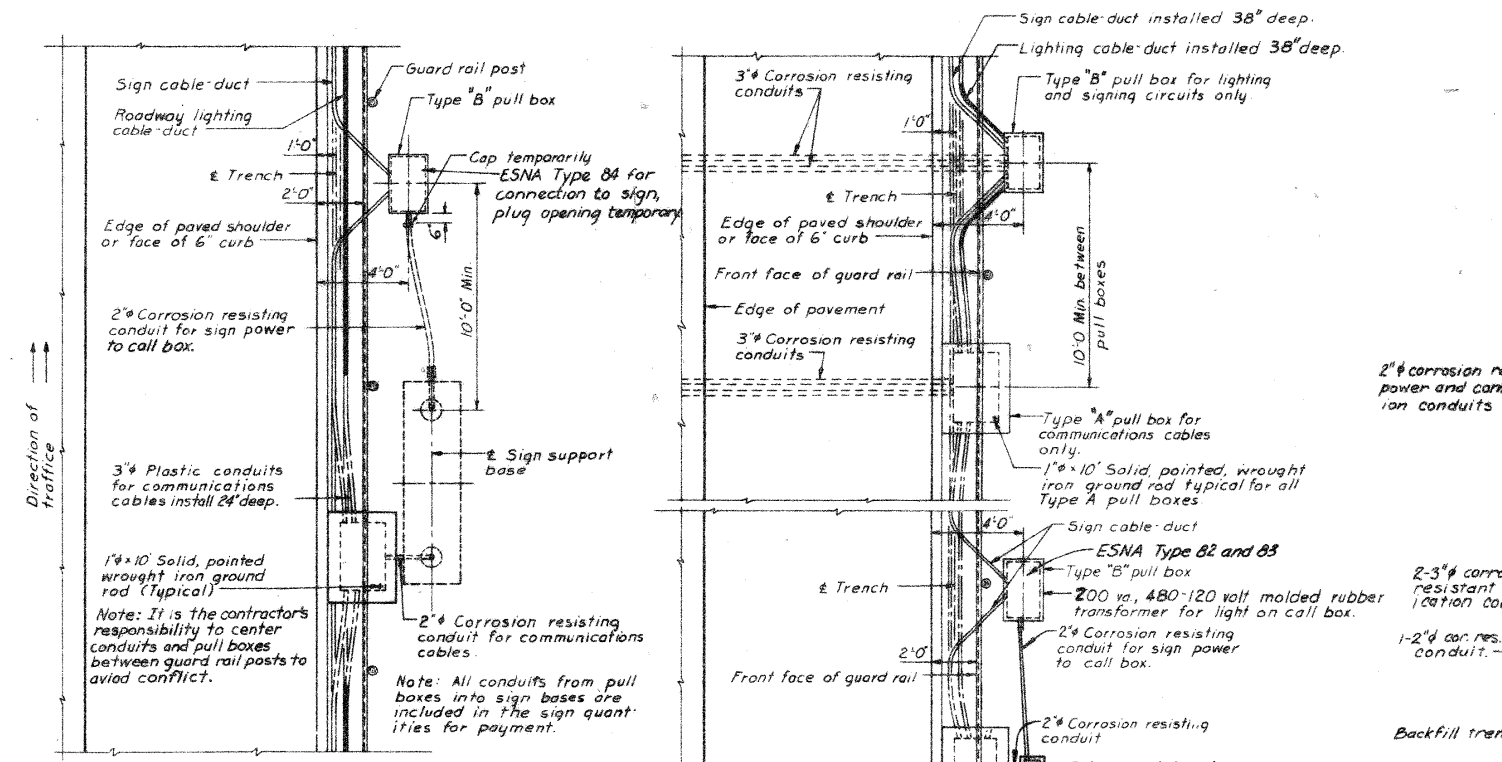 Sign cable-duct
Roadway lighting
cable-duct
1'-0"
℄ Trench
2'-0"
Edge of paved shoulder
or face of 6" curb
4'-0"
2"φ Corrosion resisting
conduit for sign power
to call box.
Direction of
traffice
3"φ Plastic conduits
for communications
cables install 24" deep.
1"φ×10' Solid, pointed
wrought iron ground
rod (Typical)
Note: It is the contractor's
responsibility to center
conduits and pull boxes
between guard rail posts to
aviod conflict.
Guard rail post
Type "B" pull box
Cap temporarily
ESNA Type 84 for
connection to sign,
plug opening temporary
6"
10'-0" Min.
℄ Sign support
base
2"φ Corrosion resisting
conduit for communications
cables.
Note: All conduits from pull
boxes into sign bases are
included in the sign quant-
ities for payment.
Sign cable-duct installed 38" deep.
Lighting cable-duct installed 38" deep.
3"φ Corrosion resisting
conduits
Type "B" pull box for lighting
and signing circuits only.
1'-0"
℄ Trench
4'-0"
Edge of paved shoulder
or face of 6" curb
Front face of guard rail
Edge of pavement
3"φ Corrosion resisting
conduits
10'-0 Min. between
pull boxes
Type "A" pull box for
communications cables
only.
1"φ×10' Solid, pointed, wrought
iron ground rod typical for all
Type A pull boxes
4'-0"
Sign cable-duct
ESNA Type 82 and 83
Type "B" pull box
℄ Trench
200 va., 480-120 volt molded rubber
transformer for light on call box.
2"φ Corrosion resisting
conduit for sign power
to call box.
2'-0"
Front face of guard rail
2"φ Corrosion resisting
conduit
2"φ corrosion re
power and com
ion conduits
2-3"φ corro
resistant
ication co
1-2"φ cor. res.
conduit.
Backfill tren